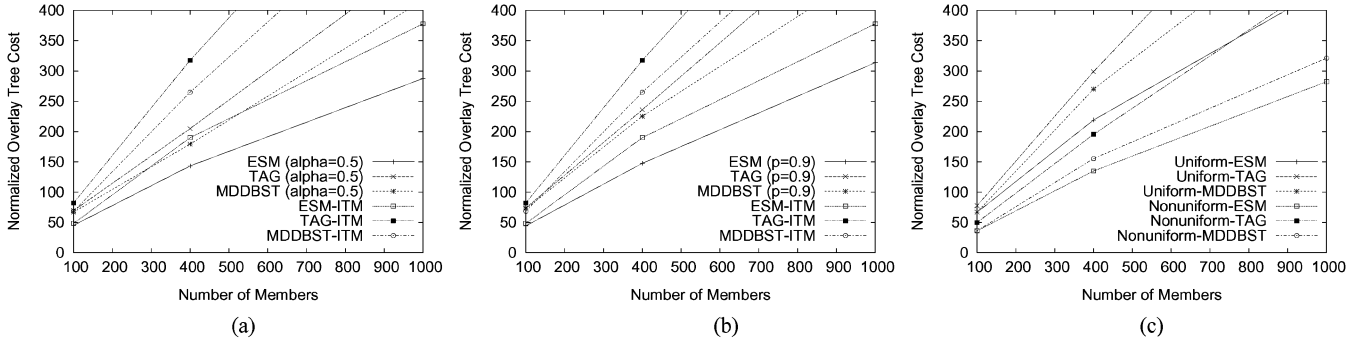 Normalized Overlay Tree Cost
400
350
300
250
200
150
100
50
0
ESM (alpha=0.5)
TAG (alpha=0.5)
MDDBST (alpha=0.5)
ESM-ITM
TAG-ITM
MDDBST-ITM
100 200 300 400 500 600 700 800 900 1000
Number of Members
(a)
Normalized Overlay Tree Cost
400
350
300
250
200
150
100
50
0
ESM (p=0.9)
TAG (p=0.9)
MDDBST (p=0.9)
ESM-ITM
TAG-ITM
MDDBST-ITM
100 200 300 400 500 600 700 800 900 1000
Number of Members
(b)
Normalized Overlay Tree Cost
400
350
300
250
200
150
100
50
0
Uniform-ESM
Uniform-TAG
Uniform-MDDBST
Nonuniform-ESM
Nonuniform-TAG
Nonuniform-MDDBST
100 200 300 400 500 600 700 800 900 1000
Number of Members
(c)